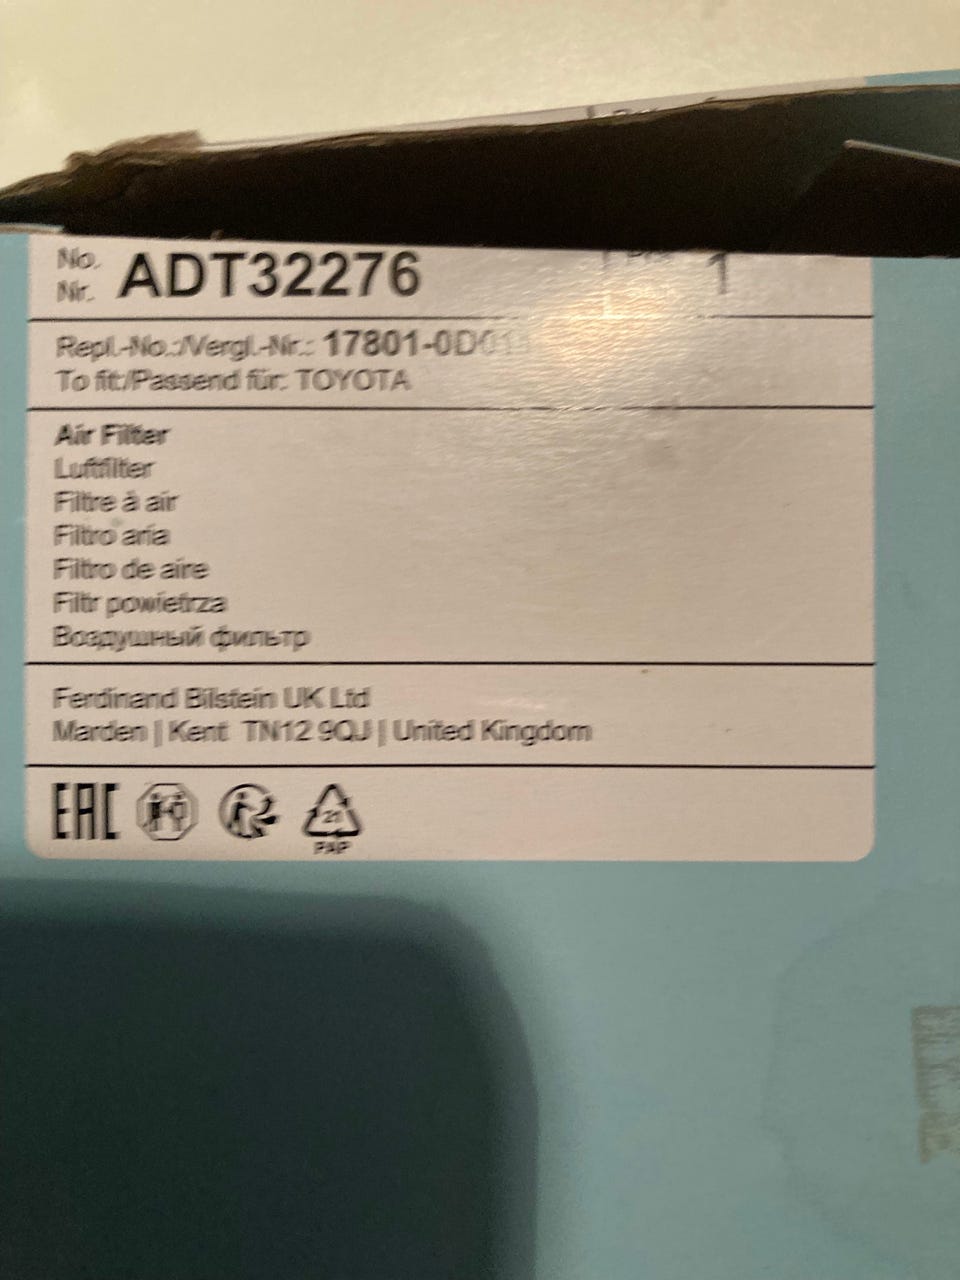 No. ADT32276
Nr.
1
Repl.-No.:/Vergl.-Nr.:
To fit:/Passend für: TOYOTA
Air Filter
Luftfilter
Filtre à air
Filtro aria
Filtro de aire
Filtr powietrza
Воздушный фильтр
Ferdinand Bilstein UK Ltd
Marden | Kent TN12 9QJ | United Kingdom
EAC
21
PAP